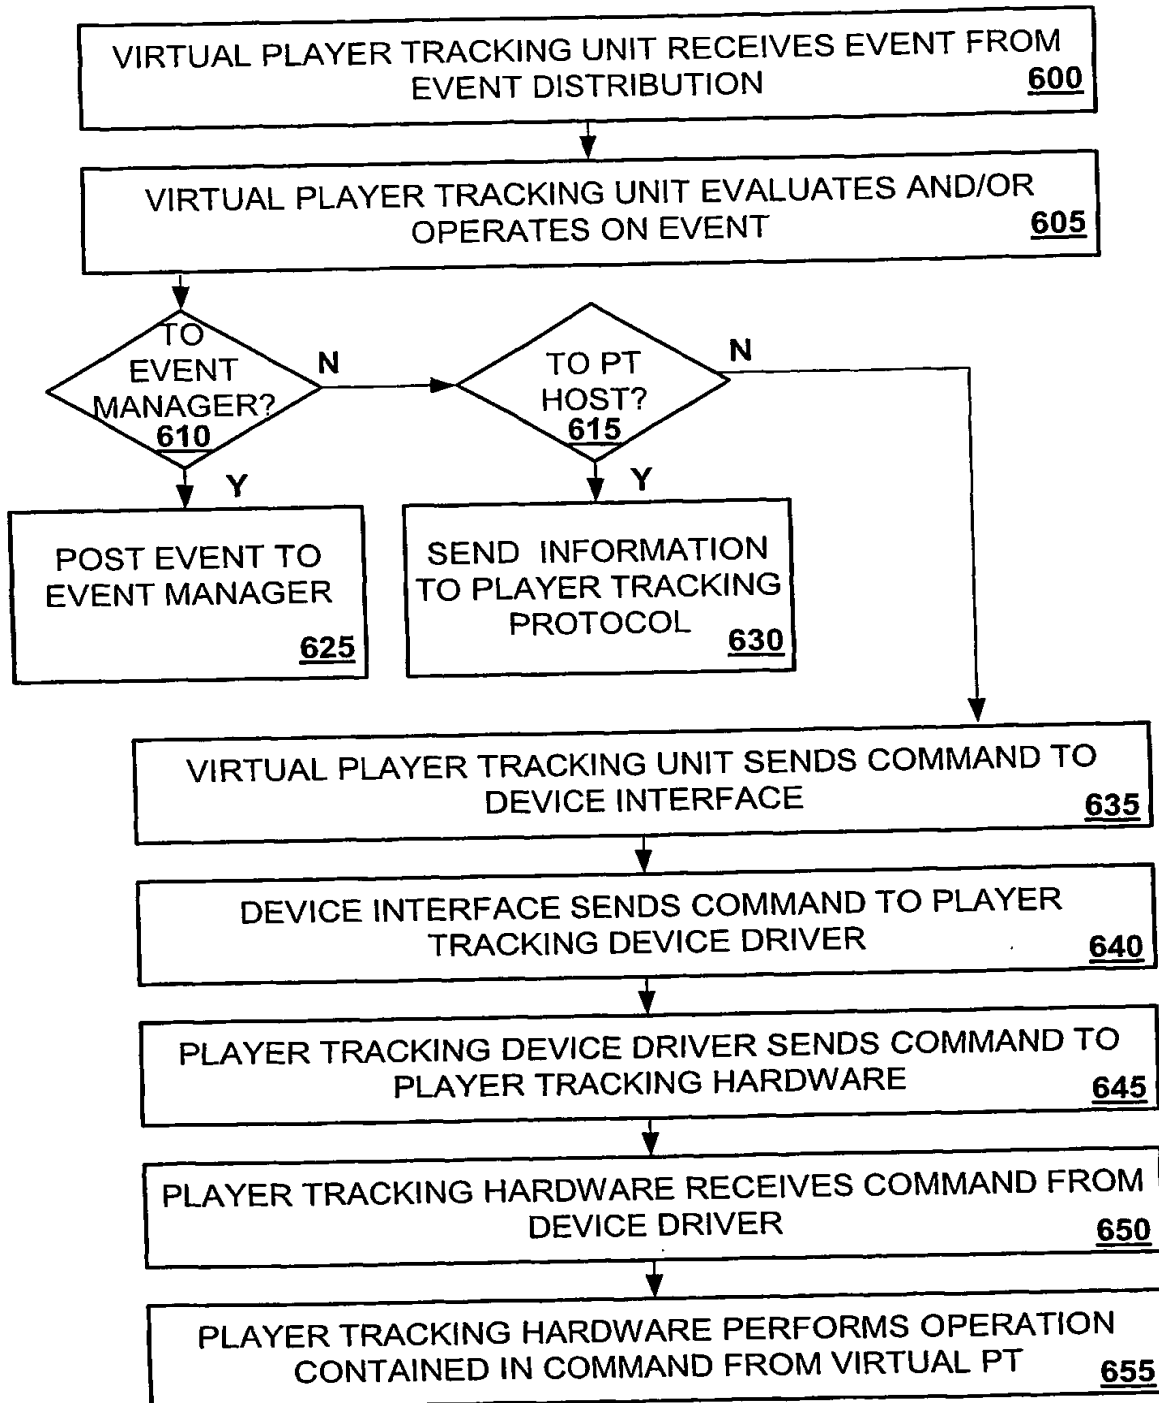 VIRTUAL PLAYER TRACKING UNIT RECEIVES EVENT FROM
EVENT DISTRIBUTION
600
VIRTUAL PLAYER TRACKING UNIT EVALUATES AND/OR
OPERATES ON EVENT
605
TO
EVENT
MANAGER?
610
N
TO PT
HOST?
615
N
Y
Y
POST EVENT TO
EVENT MANAGER
625
SEND INFORMATION
TO PLAYER TRACKING
PROTOCOL
630
VIRTUAL PLAYER TRACKING UNIT SENDS COMMAND TO
DEVICE INTERFACE
635
DEVICE INTERFACE SENDS COMMAND TO PLAYER
TRACKING DEVICE DRIVER
640
PLAYER TRACKING DEVICE DRIVER SENDS COMMAND TO
PLAYER TRACKING HARDWARE
645
PLAYER TRACKING HARDWARE RECEIVES COMMAND FROM
DEVICE DRIVER
650
PLAYER TRACKING HARDWARE PERFORMS OPERATION
CONTAINED IN COMMAND FROM VIRTUAL PT
655